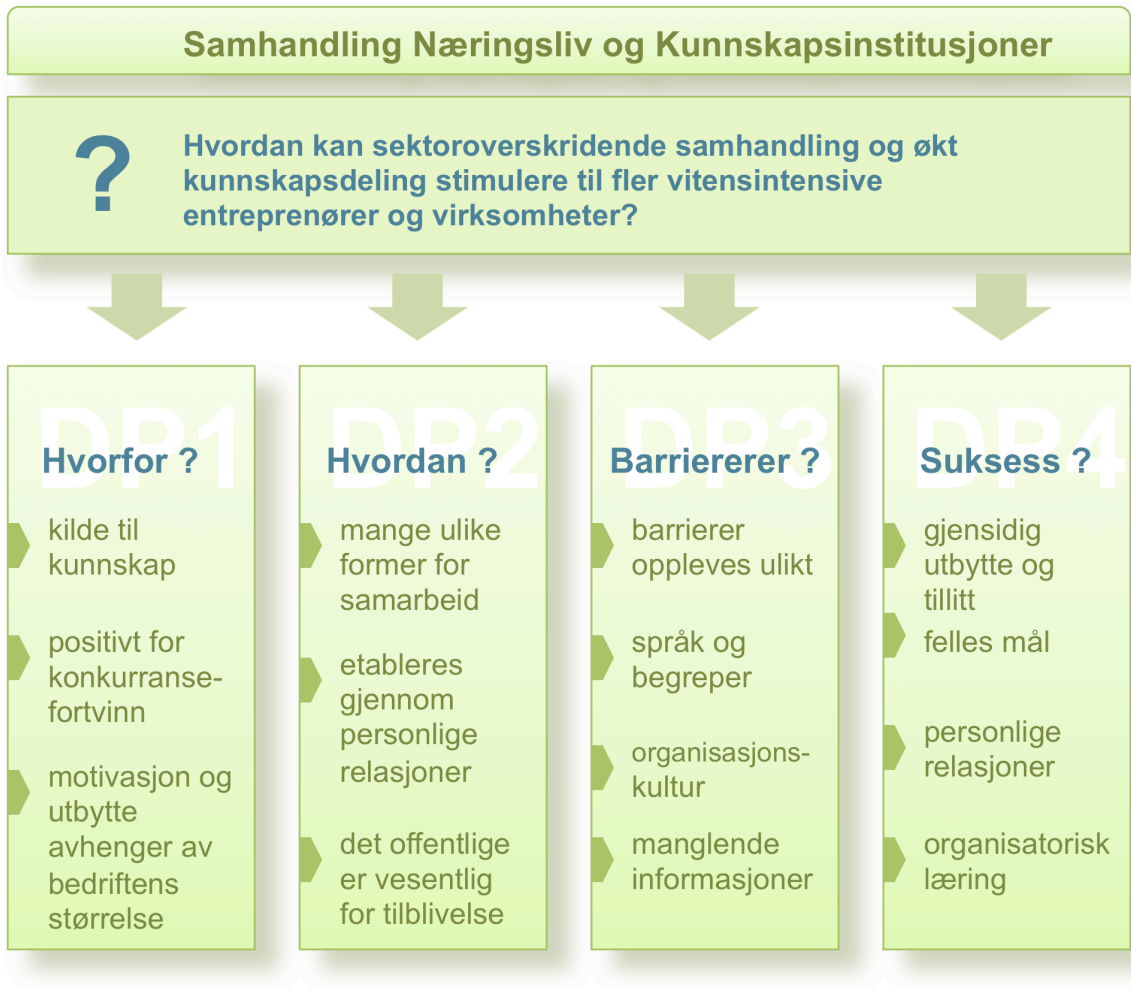 Samhandling Næringsliv og Kunnskapsinstitusjoner
?
Hvordan kan sektoroverskridende samhandling og økt
kunnskapsdeling stimulere til fler vitensintensive
entreprenører og virksomheter?
DP1
Hvorfor ?
kilde til
kunnskap
positivt for
konkurranse-
fortvinn
motivasjon og
utbytte
avhenger av
bedriftens
størrelse
DP2
Hvordan ?
mange ulike
former for
samarbeid
etableres
gjennom
personlige
relasjoner
det offentlige
er vesentlig
for tilblivelse
DP3
Barriererer ?
barrierer
oppleves ulikt
språk og
begreper
organisasjons-
kultur
manglende
informasjoner
DP4
Suksess ?
gjensidig
utbytte og
tillitt
felles mål
personlige
relasjoner
organisatorisk
læring